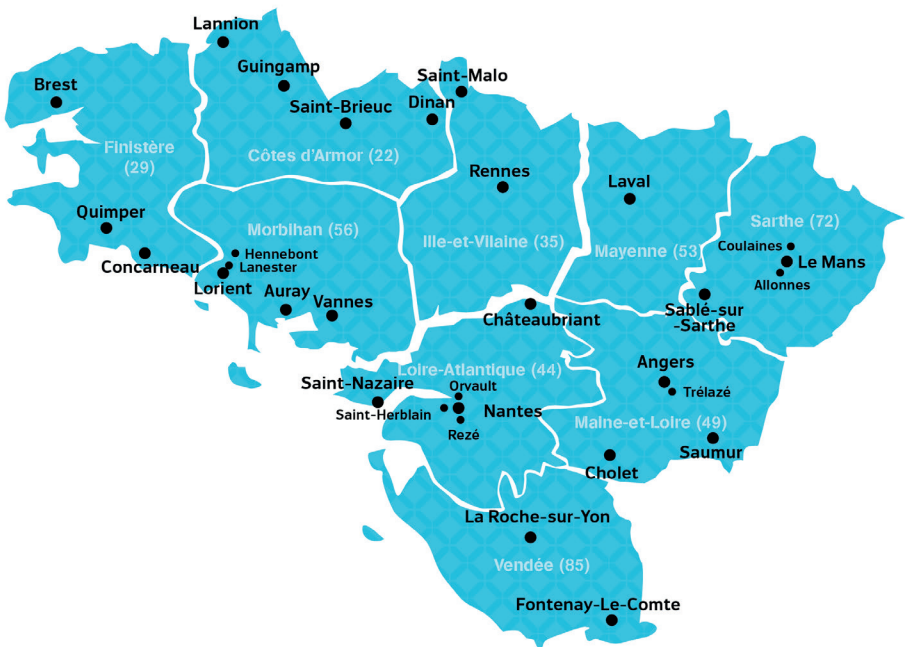 Lannion
Guingamp
Saint-Malo
Brest
Saint-Brieuc
Dinan
Finistère
(29)
Côtes d'Armor (22)
Rennes
Laval
Quimper
Morbihan (56)
Sarthe (72)
Ille-et-Vilaine (35)
Mayenne (53)
Coulaines
Hennebont
Concarneau
Lanester
Le Mans
Lorient
Allonnes
Auray
Vannes
Sablé-sur
-Sarthe
Châteaubriant
Loire-Atlantique (44)
Angers
Saint-Nazaire
Orvault
Trélazé
Saint-Herblain
Nantes
Maine-et-Loire (49)
Rezé
Saumur
Cholet
La Roche-sur-Yon
Vendée (85)
Fontenay-Le-Comte